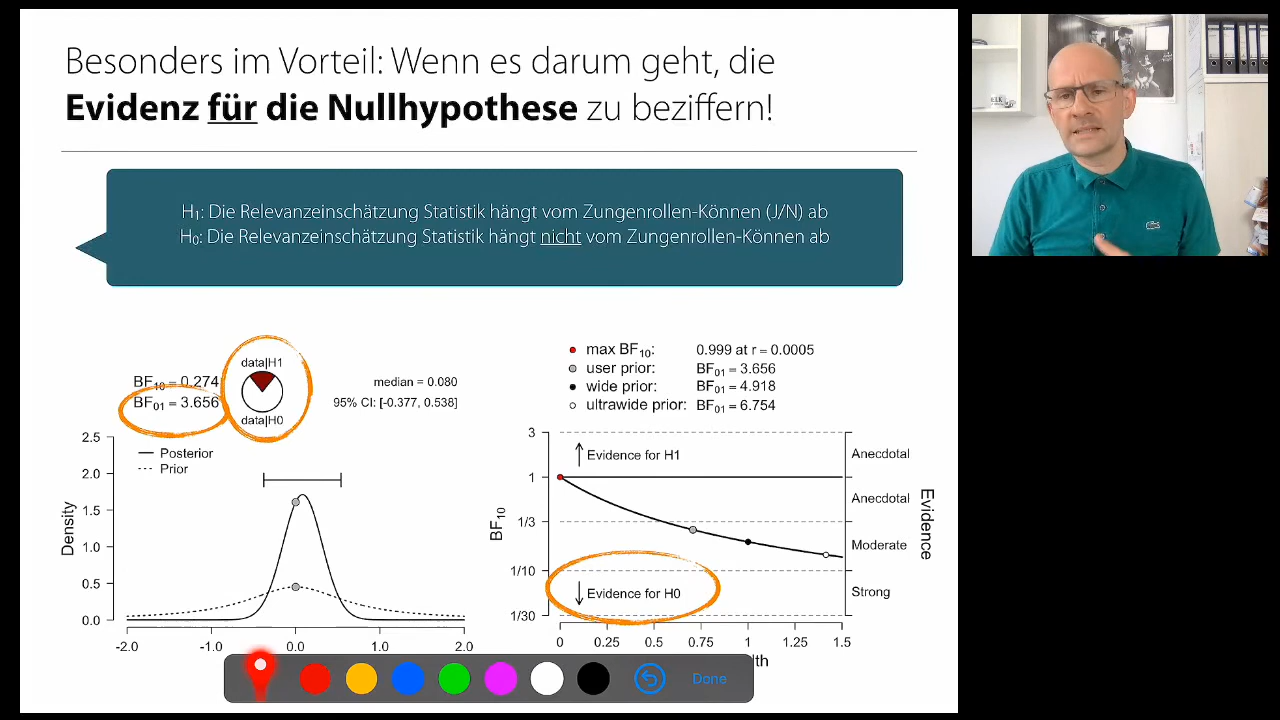 Besonders im Vorteil: Wenn es darum geht, die
Evidenz für die Nullhypothese zu beziffern!
H₁: Die Relevanzeinschätzung Statistik hängt vom Zungenrollen-Können (J/N) ab
H₀: Die Relevanzeinschätzung Statistik hängt nicht vom Zungenrollen-Können ab
data|H1
BF₁₀ = 0.274
BF₀₁ = 3.656
data|H0
median = 0.080
95% CI: [-0.377, 0.538]
2.5
2.0
1.5
1.0
0.5
0.0
Density
Posterior
Prior
-2.0 -1.0 0.0 1.0 2.0
max BF₁₀: 0.999 at r = 0.0005
user prior: BF₀₁ = 3.656
wide prior: BF₀₁ = 4.918
ultrawide prior: BF₀₁ = 6.754
3
1
1/3
1/10
1/30
BF₁₀
Evidence for H1
Evidence for H0
Anecdotal
Anecdotal
Moderate
Strong
Evidence
0 0.25 0.5 0.75 1 1.25 1.5
Done